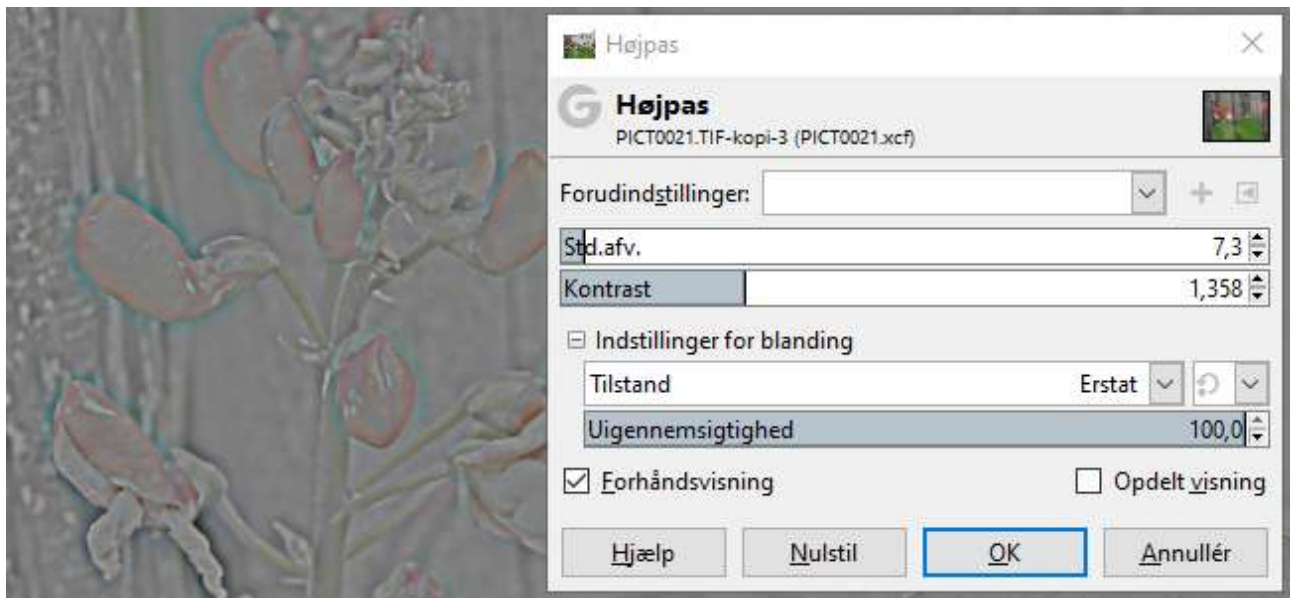 Højpas
Højpas
PICT0021.TIF-kopi-3 (PICT0021.xcf)
Forudindstillinger:
Std.afv. 7,3
Kontrast 1,358
Indstillinger for blanding
Tilstand Erstat
Uigennemsigtighed 100,0
Forhåndsvisning Opdelt visning
Hjælp Nulstil OK Annullér